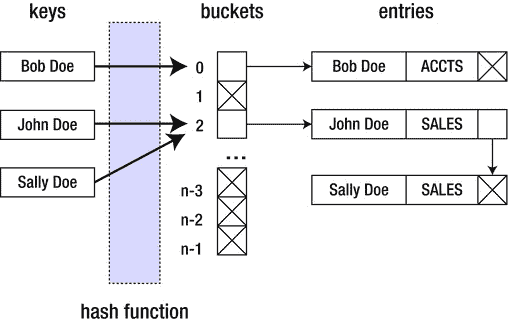 keys buckets entries
Bob Doe 0 Bob Doe ACCTS
1
John Doe 2 John Doe SALES
...
Sally Doe n-3 Sally Doe SALES
n-2
n-1
hash function